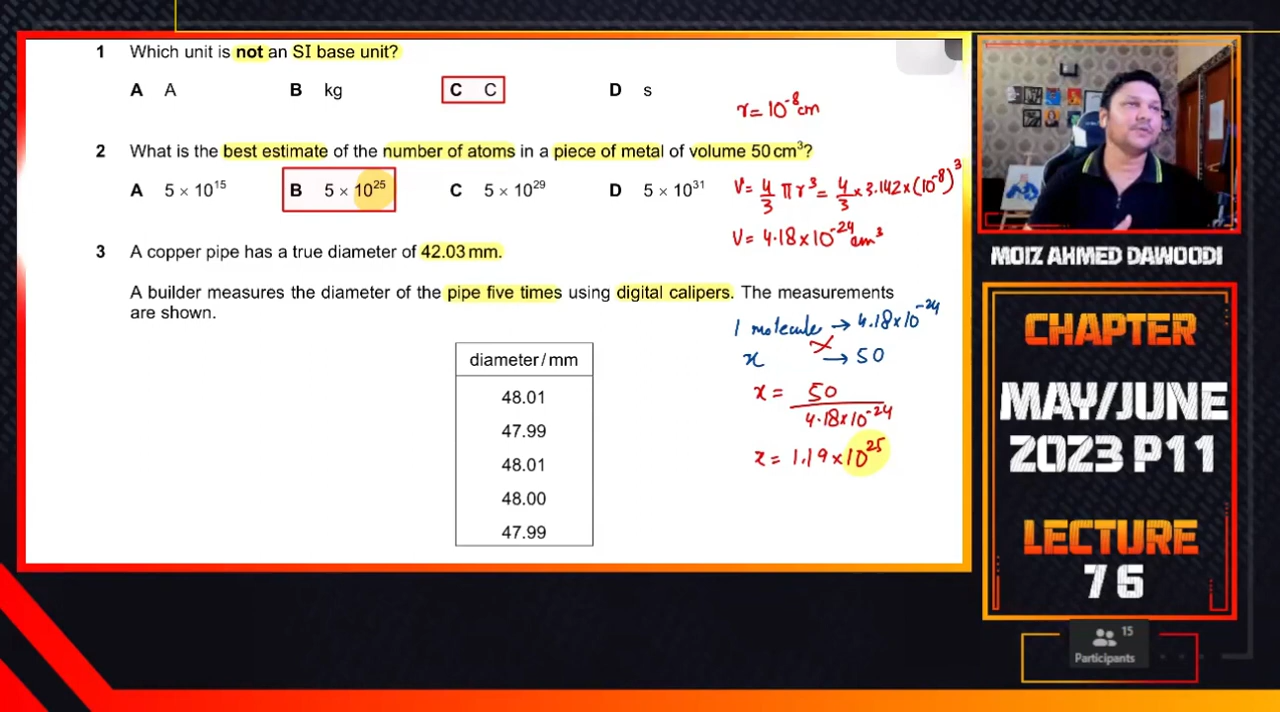 1 Which unit is not an SI base unit?
A A B kg C C D s
r = 10⁻⁸cm
2 What is the best estimate of the number of atoms in a piece of metal of volume 50 cm³?
A 5 × 10¹⁵ B 5 × 10²⁵ C 5 × 10²⁹ D 5 × 10³¹
V = 4/3 π r³ = 4/3 × 3.142 × (10⁻⁸)³
V = 4.18 × 10⁻²⁴ cm³
3 A copper pipe has a true diameter of 42.03 mm.
A builder measures the diameter of the pipe five times using digital calipers. The measurements
are shown.
1 molecule → 4.18×10⁻²⁴
x → 50
x = 50 / 4.18×10⁻²⁴
x = 1.19 × 10²⁵
diameter / mm
48.01
47.99
48.01
48.00
47.99
MOIZ AHMED DAWOODI
CHAPTER
MAY/JUNE
2023 P11
LECTURE
76
15
Participants